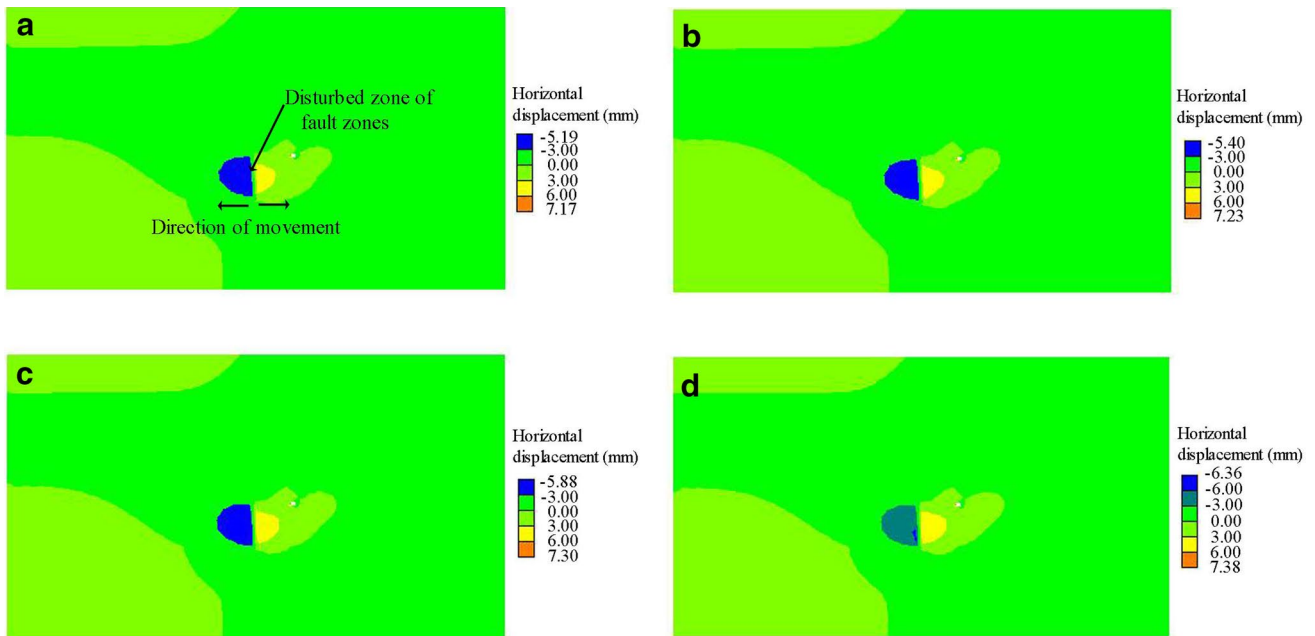 a
Disturbed zone of
fault zones
Direction of movement
Horizontal
displacement (mm)
-5.19
-3.00
0.00
3.00
6.00
7.17
b
Horizontal
displacement (mm)
-5.40
-3.00
0.00
3.00
6.00
7.23
c
Horizontal
displacement (mm)
-5.88
-3.00
0.00
3.00
6.00
7.30
d
Horizontal
displacement (mm)
-6.36
-6.00
-3.00
0.00
3.00
6.00
7.38